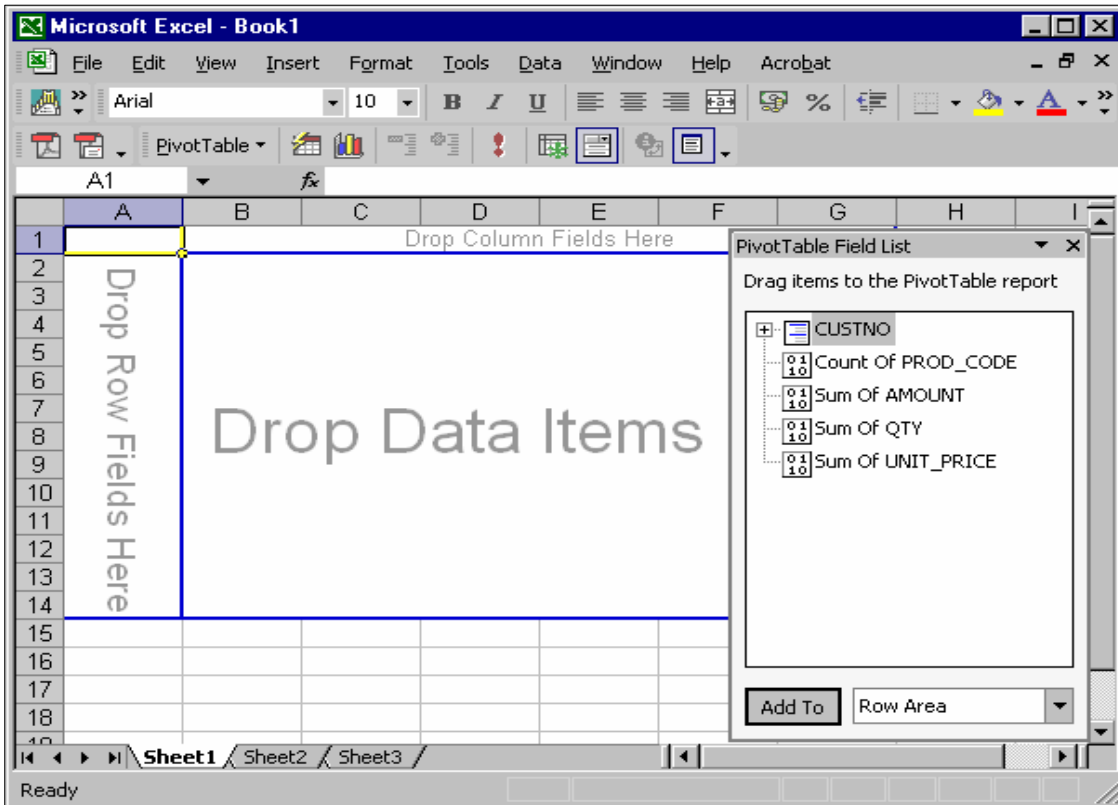 Microsoft Excel - Book1
File Edit View Insert Format Tools Data Window Help Acrobat
Arial 10 B I U % A
PivotTable
A1 fx
A B C D E F G H I
1 Drop Column Fields Here
2
3
4
5
6
7
8
9
10
11
12
13
14
15
16
17
18
19
Drop Row Fields Here
Drop Data Items
PivotTable Field List
Drag items to the PivotTable report
CUSTNO
Count Of PROD_CODE
Sum Of AMOUNT
Sum Of QTY
Sum Of UNIT_PRICE
Add To Row Area
Sheet1 Sheet2 Sheet3
Ready